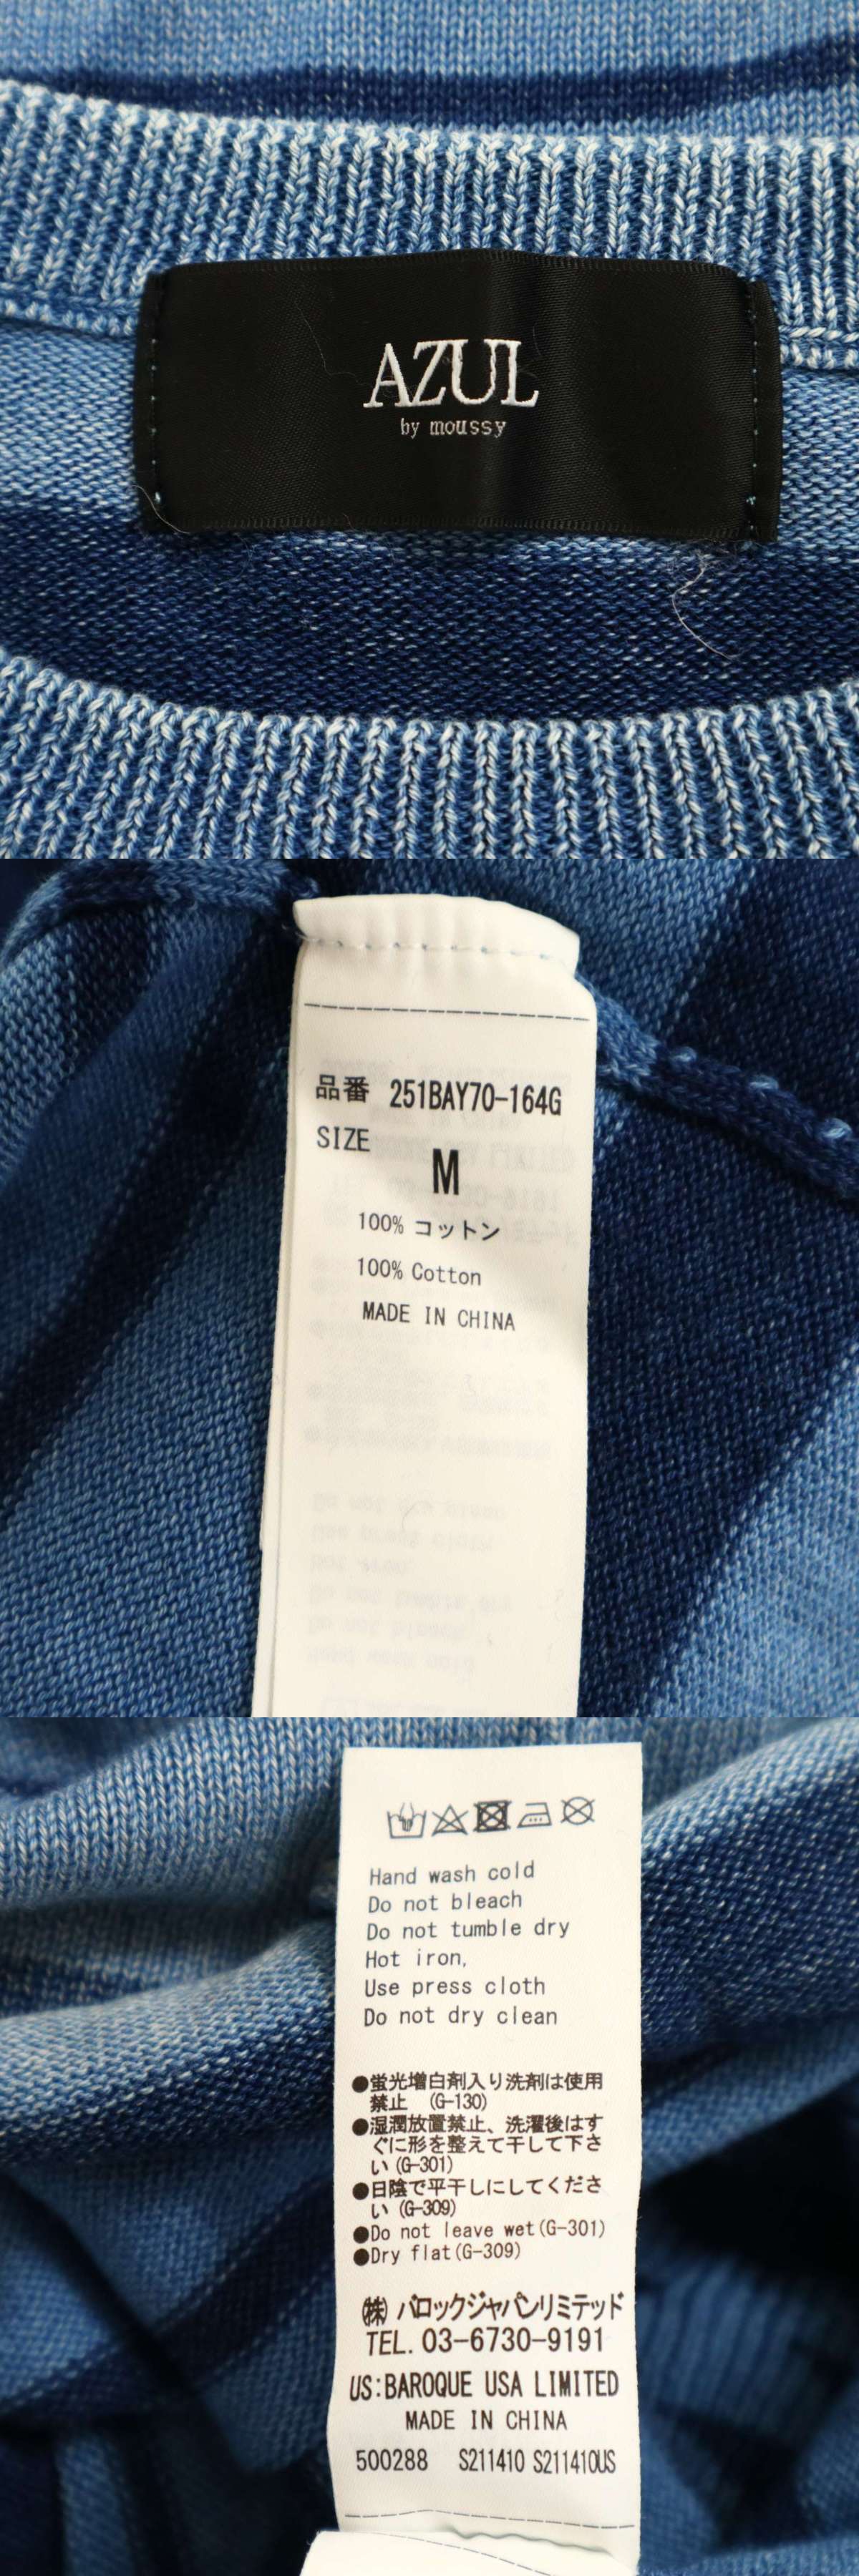 AZUL
by moussy
品番 251BAY70-164G
SIZE
M
100% コットン
100% Cotton
MADE IN CHINA
Hand wash cold
Do not bleach
Do not tumble dry
Hot iron,
Use press cloth
Do not dry clean
●蛍光増白剤入り洗剤は使用
禁止 (G-130)
●湿潤放置禁止、洗濯後はす
ぐに形を整えて干して下さ
い(G-301)
●日陰で平干しにしてくださ
い (G-309)
●Do not leave wet(G-301)
●Dry flat(G-309)
㈱ バロックジャパンリミテッド
TEL. 03-6730-9191
US:BAROQUE USA LIMITED
MADE IN CHINA
500288 S211410 S211410US